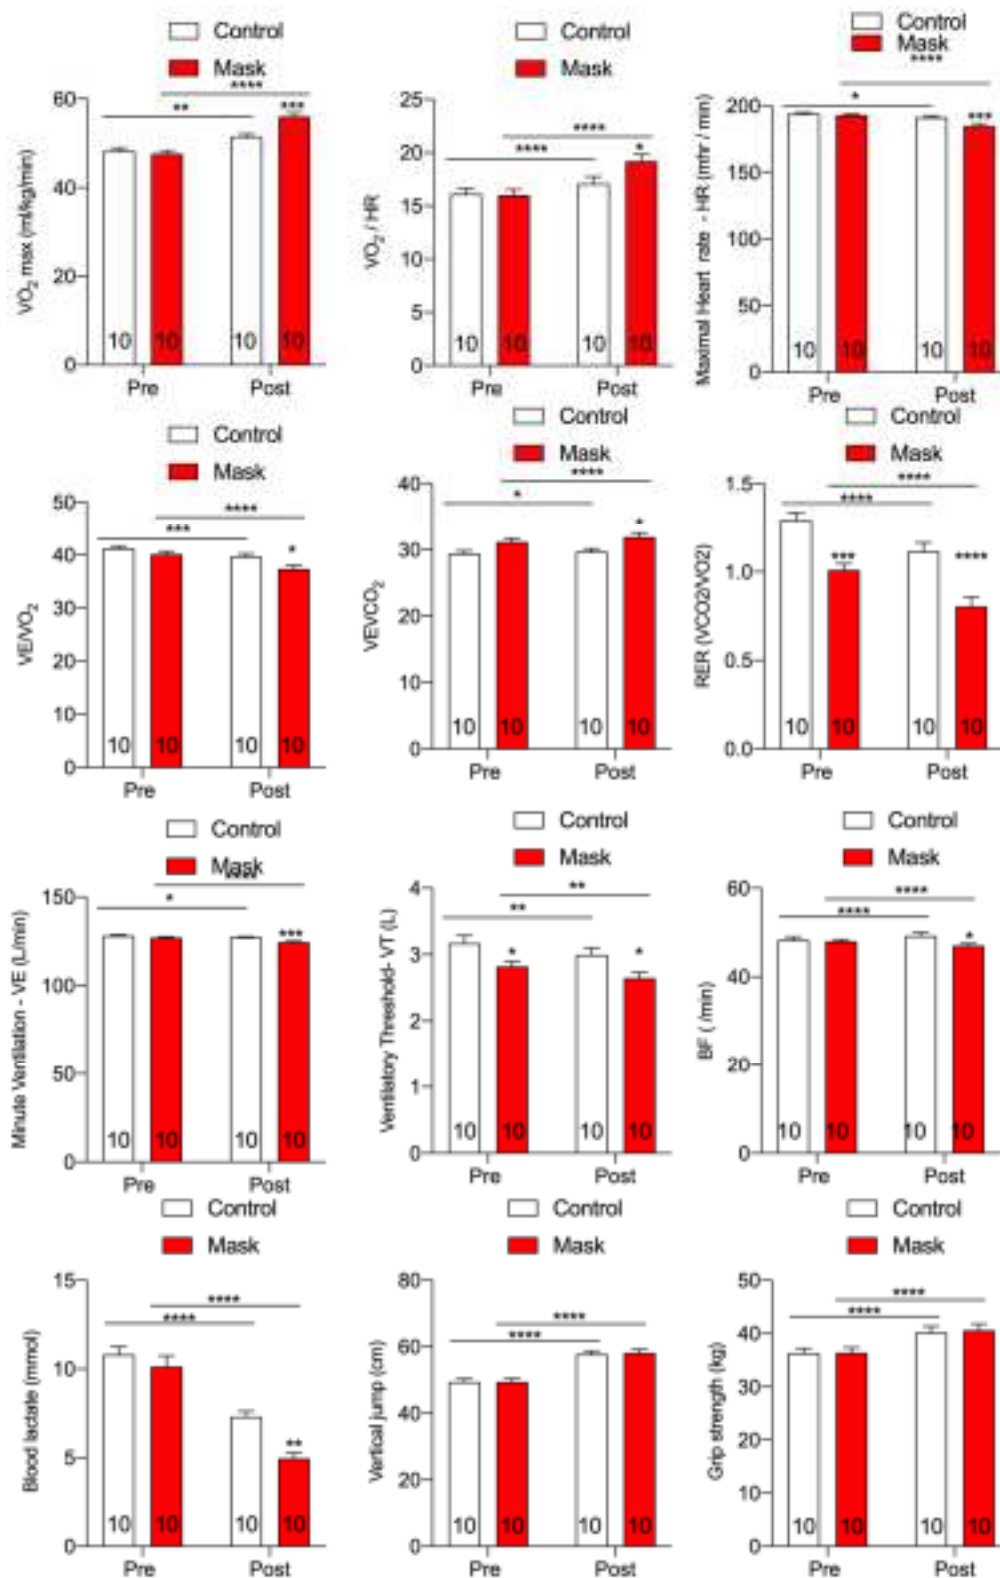 Control
Mask
****
**
***
VO2 max (ml/kg/min)
60
40
20
0
10
10
10
10
Pre
Post
Control
Mask
****
****
*
VO2 / HR
25
20
15
10
5
0
10
10
10
10
Pre
Post
Control
Mask
****
*
***
Maximal Heart rate - HR (mhr / min)
200
150
100
50
0
10
10
10
10
Pre
Post
Control
Mask
****
***
*
VE/VO2
50
40
30
20
10
0
10
10
10
10
Pre
Post
Control
Mask
****
*
*
VEVCO2
40
30
20
10
0
10
10
10
10
Pre
Post
Control
Mask
****
****
***
****
RER (VCO2/VO2)
1.5
1.0
0.5
0.0
10
10
10
10
Pre
Post
Control
Mask
****
*
***
Minute Ventilation - VE (L/min)
150
100
50
0
10
10
10
10
Pre
Post
Control
Mask
**
**
*
*
Ventilatory Threshold- VT (L)
4
3
2
1
0
10
10
10
10
Pre
Post
Control
Mask
****
****
*
BF ( /min)
60
40
20
0
10
10
10
10
Pre
Post
Control
Mask
****
****
**
Blood lactate (mmol)
15
10
5
0
10
10
10
10
Pre
Post
Control
Mask
****
****
Vertical jump (cm)
80
60
40
20
0
10
10
10
10
Pre
Post
Control
Mask
****
****
Grip strength (kg)
50
40
30
20
10
0
10
10
10
10
Pre
Post